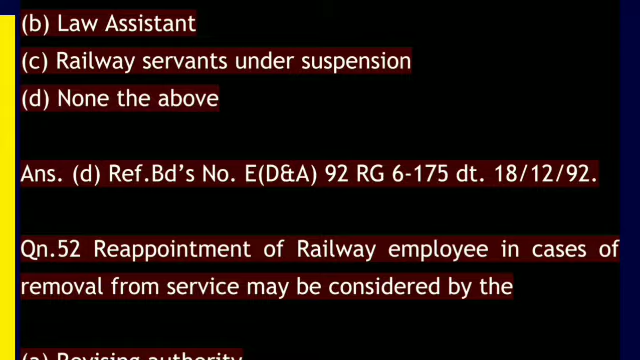 (b) Law Assistant
(c) Railway servants under suspension
(d) None the above
Ans. (d) Ref.Bd's No. E(D&A) 92 RG 6-175 dt. 18/12/92.
Qn.52 Reappointment of Railway employee in cases of
removal from service may be considered by the
(a) Revising authority